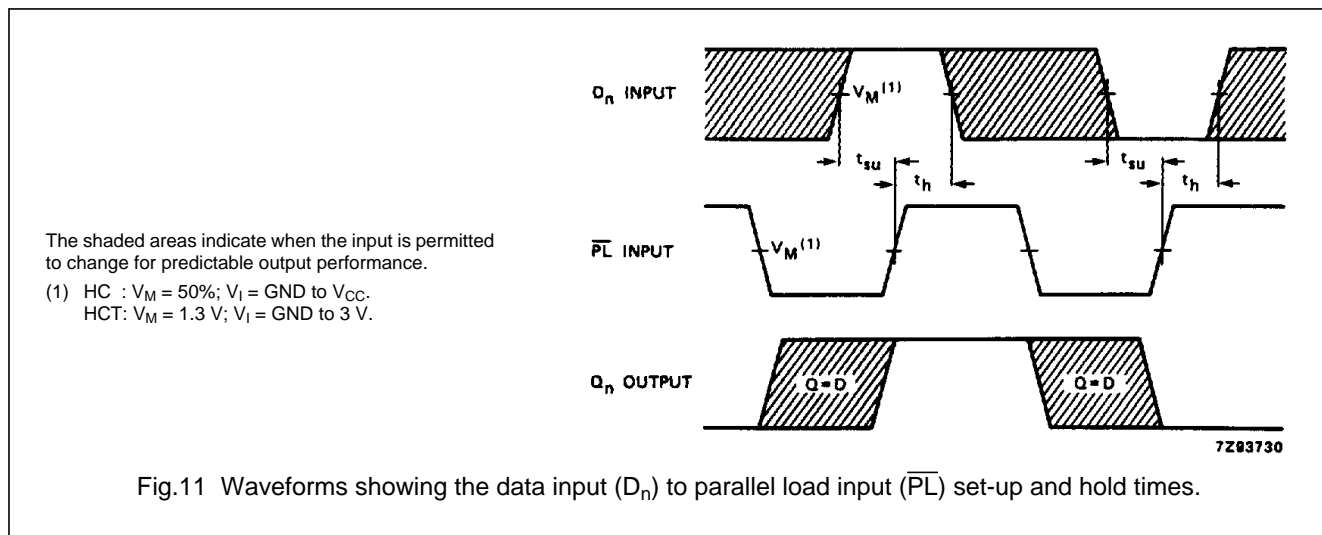 Dn INPUT
VM(1)
tsu
th
tsu
th
The shaded areas indicate when the input is permitted
to change for predictable output performance.
(1) HC : VM = 50%; VI = GND to VCC.
HCT: VM = 1.3 V; VI = GND to 3 V.
P̅L̅ INPUT
VM(1)
Qn OUTPUT
Q=D
Q=D
7Z93730
Fig.11 Waveforms showing the data input (Dn) to parallel load input (P̅L̅) set-up and hold times.